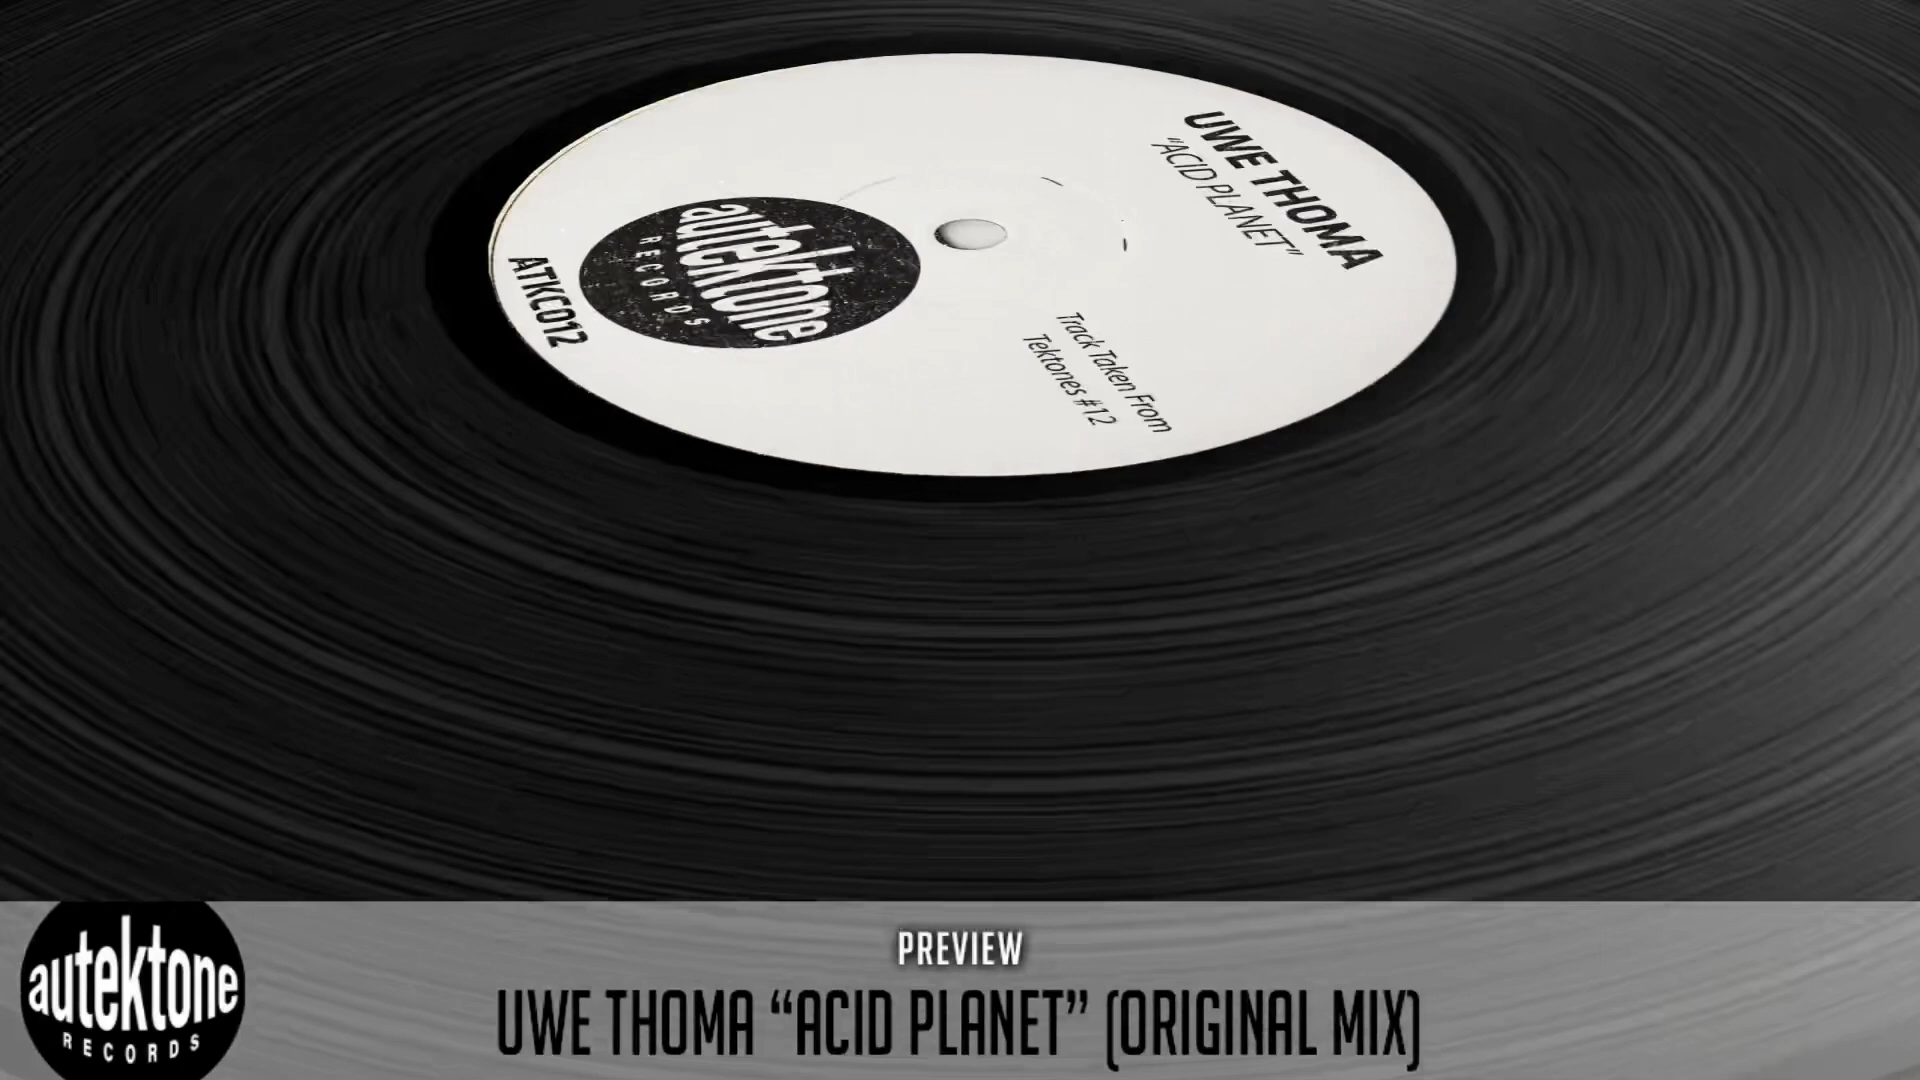 UWE THOMA
"ACID PLANET"
autektone
RECORDS
ATKC012
Track Taken From
Tektones #12
PREVIEW
autektone
RECORDS
UWE THOMA “ACID PLANET” (ORIGINAL MIX)